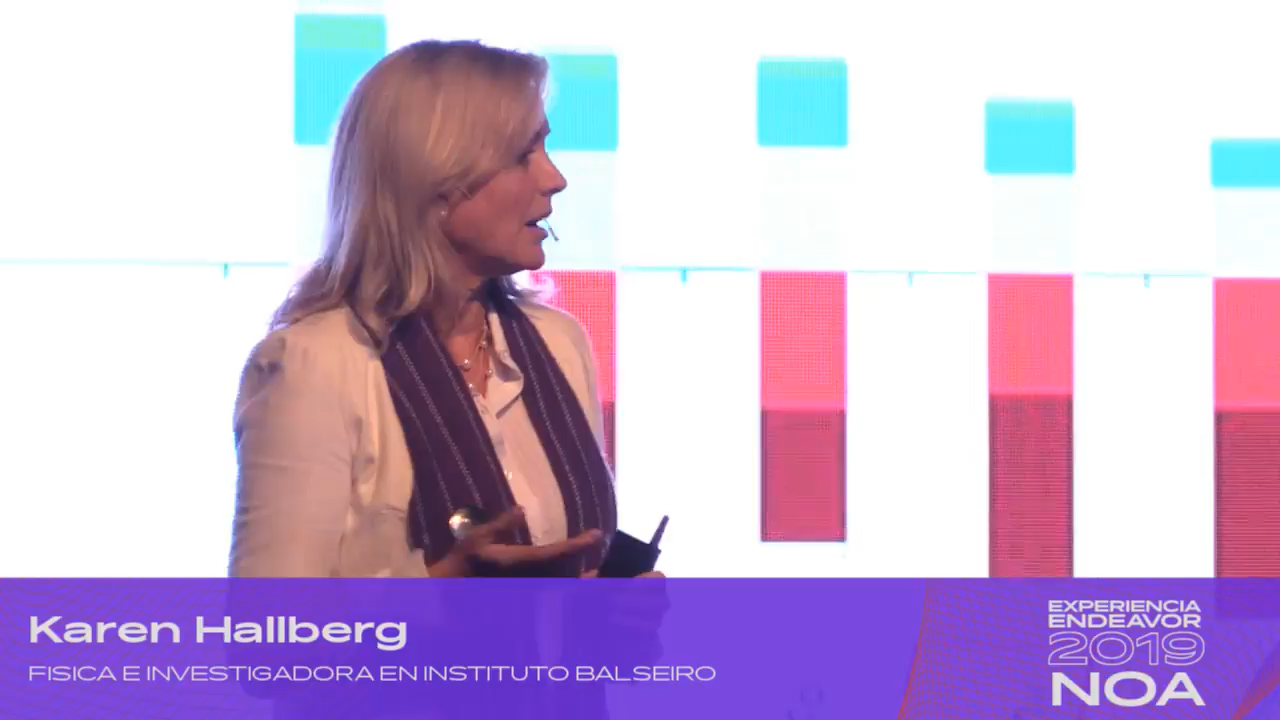 Karen Hallberg
FISICA E INVESTIGADORA EN INSTITUTO BALSEIRO
EXPERIENCIA
ENDEAVOR
2019
NOA